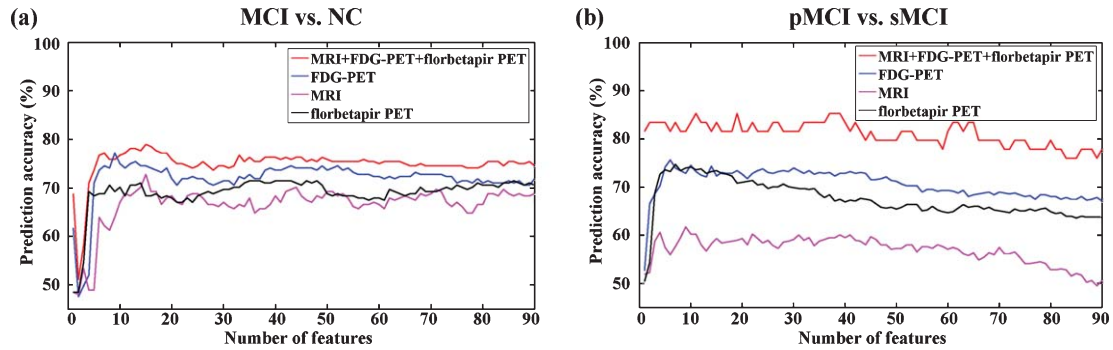 (a)
MCI vs. NC
Prediction accuracy (%)
100
90
80
70
60
50
MRI+FDG-PET+florbetapir PET
FDG-PET
MRI
florbetapir PET
0 10 20 30 40 50 60 70 80 90
Number of features
(b)
pMCI vs. sMCI
Prediction accuracy (%)
100
90
80
70
60
50
MRI+FDG-PET+florbetapir PET
FDG-PET
MRI
florbetapir PET
0 10 20 30 40 50 60 70 80 90
Number of features